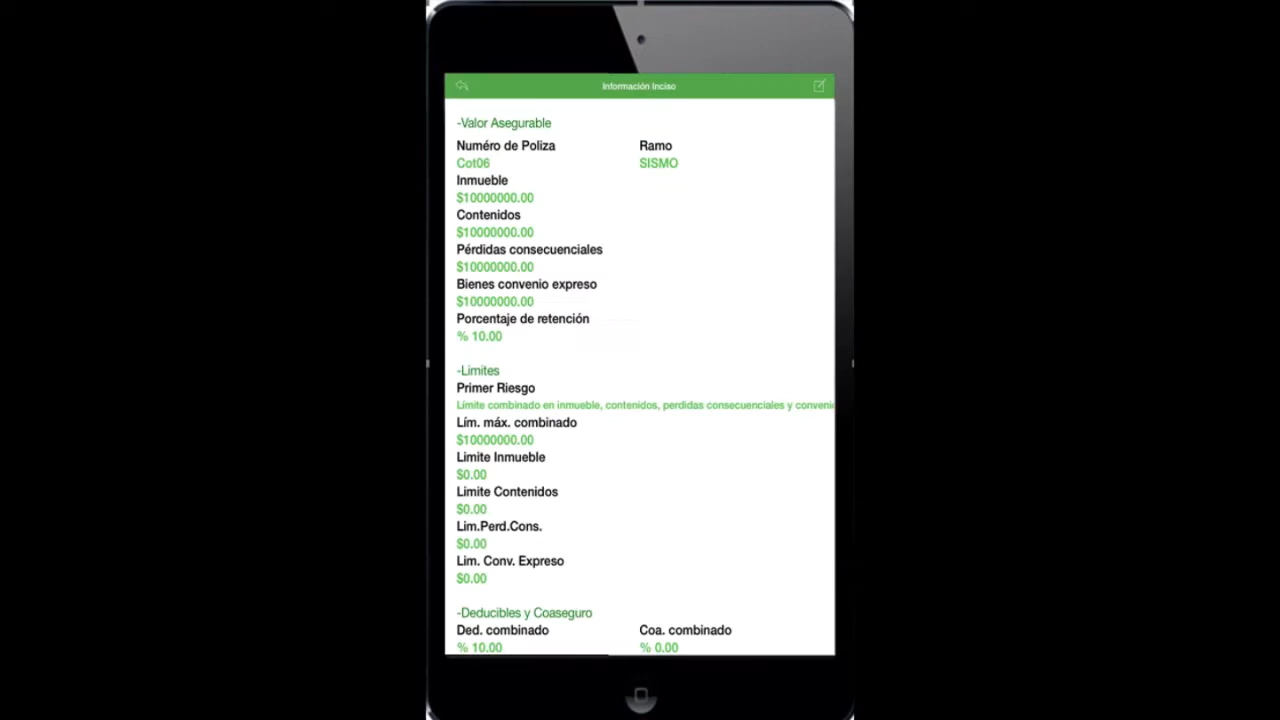 Información Inciso
-Valor Asegurable
Numéro de Poliza Ramo
Cot06 SISMO
Inmueble
$10000000.00
Contenidos
$10000000.00
Pérdidas consecuenciales
$10000000.00
Bienes convenio expreso
$10000000.00
Porcentaje de retención
% 10.00
-Limites
Primer Riesgo
Límite combinado en inmueble, contenidos, perdidas consecuenciales y conveni
Lím. máx. combinado
$10000000.00
Limite Inmueble
$0.00
Limite Contenidos
$0.00
Lim.Perd.Cons.
$0.00
Lim. Conv. Expreso
$0.00
-Deducibles y Coaseguro
Ded. combinado Coa. combinado
% 10.00 % 0.00